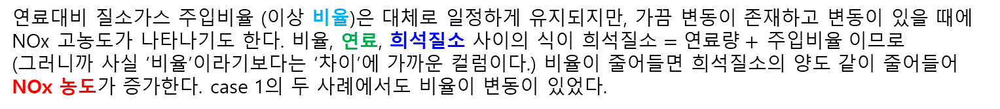 연료대비 질소가스 주입비율 (이상 비율)은 대체로 일정하게 유지되지만, 가끔 변동이 존재하고 변동이 있을 때에
NOx 고농도가 나타나기도 한다. 비율, 연료, 희석질소 사이의 식이 희석질소 = 연료량 + 주입비율 이므로
(그러니까 사실 ‘비율’이라기보다는 ‘차이’에 가까운 컬럼이다.) 비율이 줄어들면 희석질소의 양도 같이 줄어들어
NOx 농도가 증가한다. case 1의 두 사례에서도 비율이 변동이 있었다.